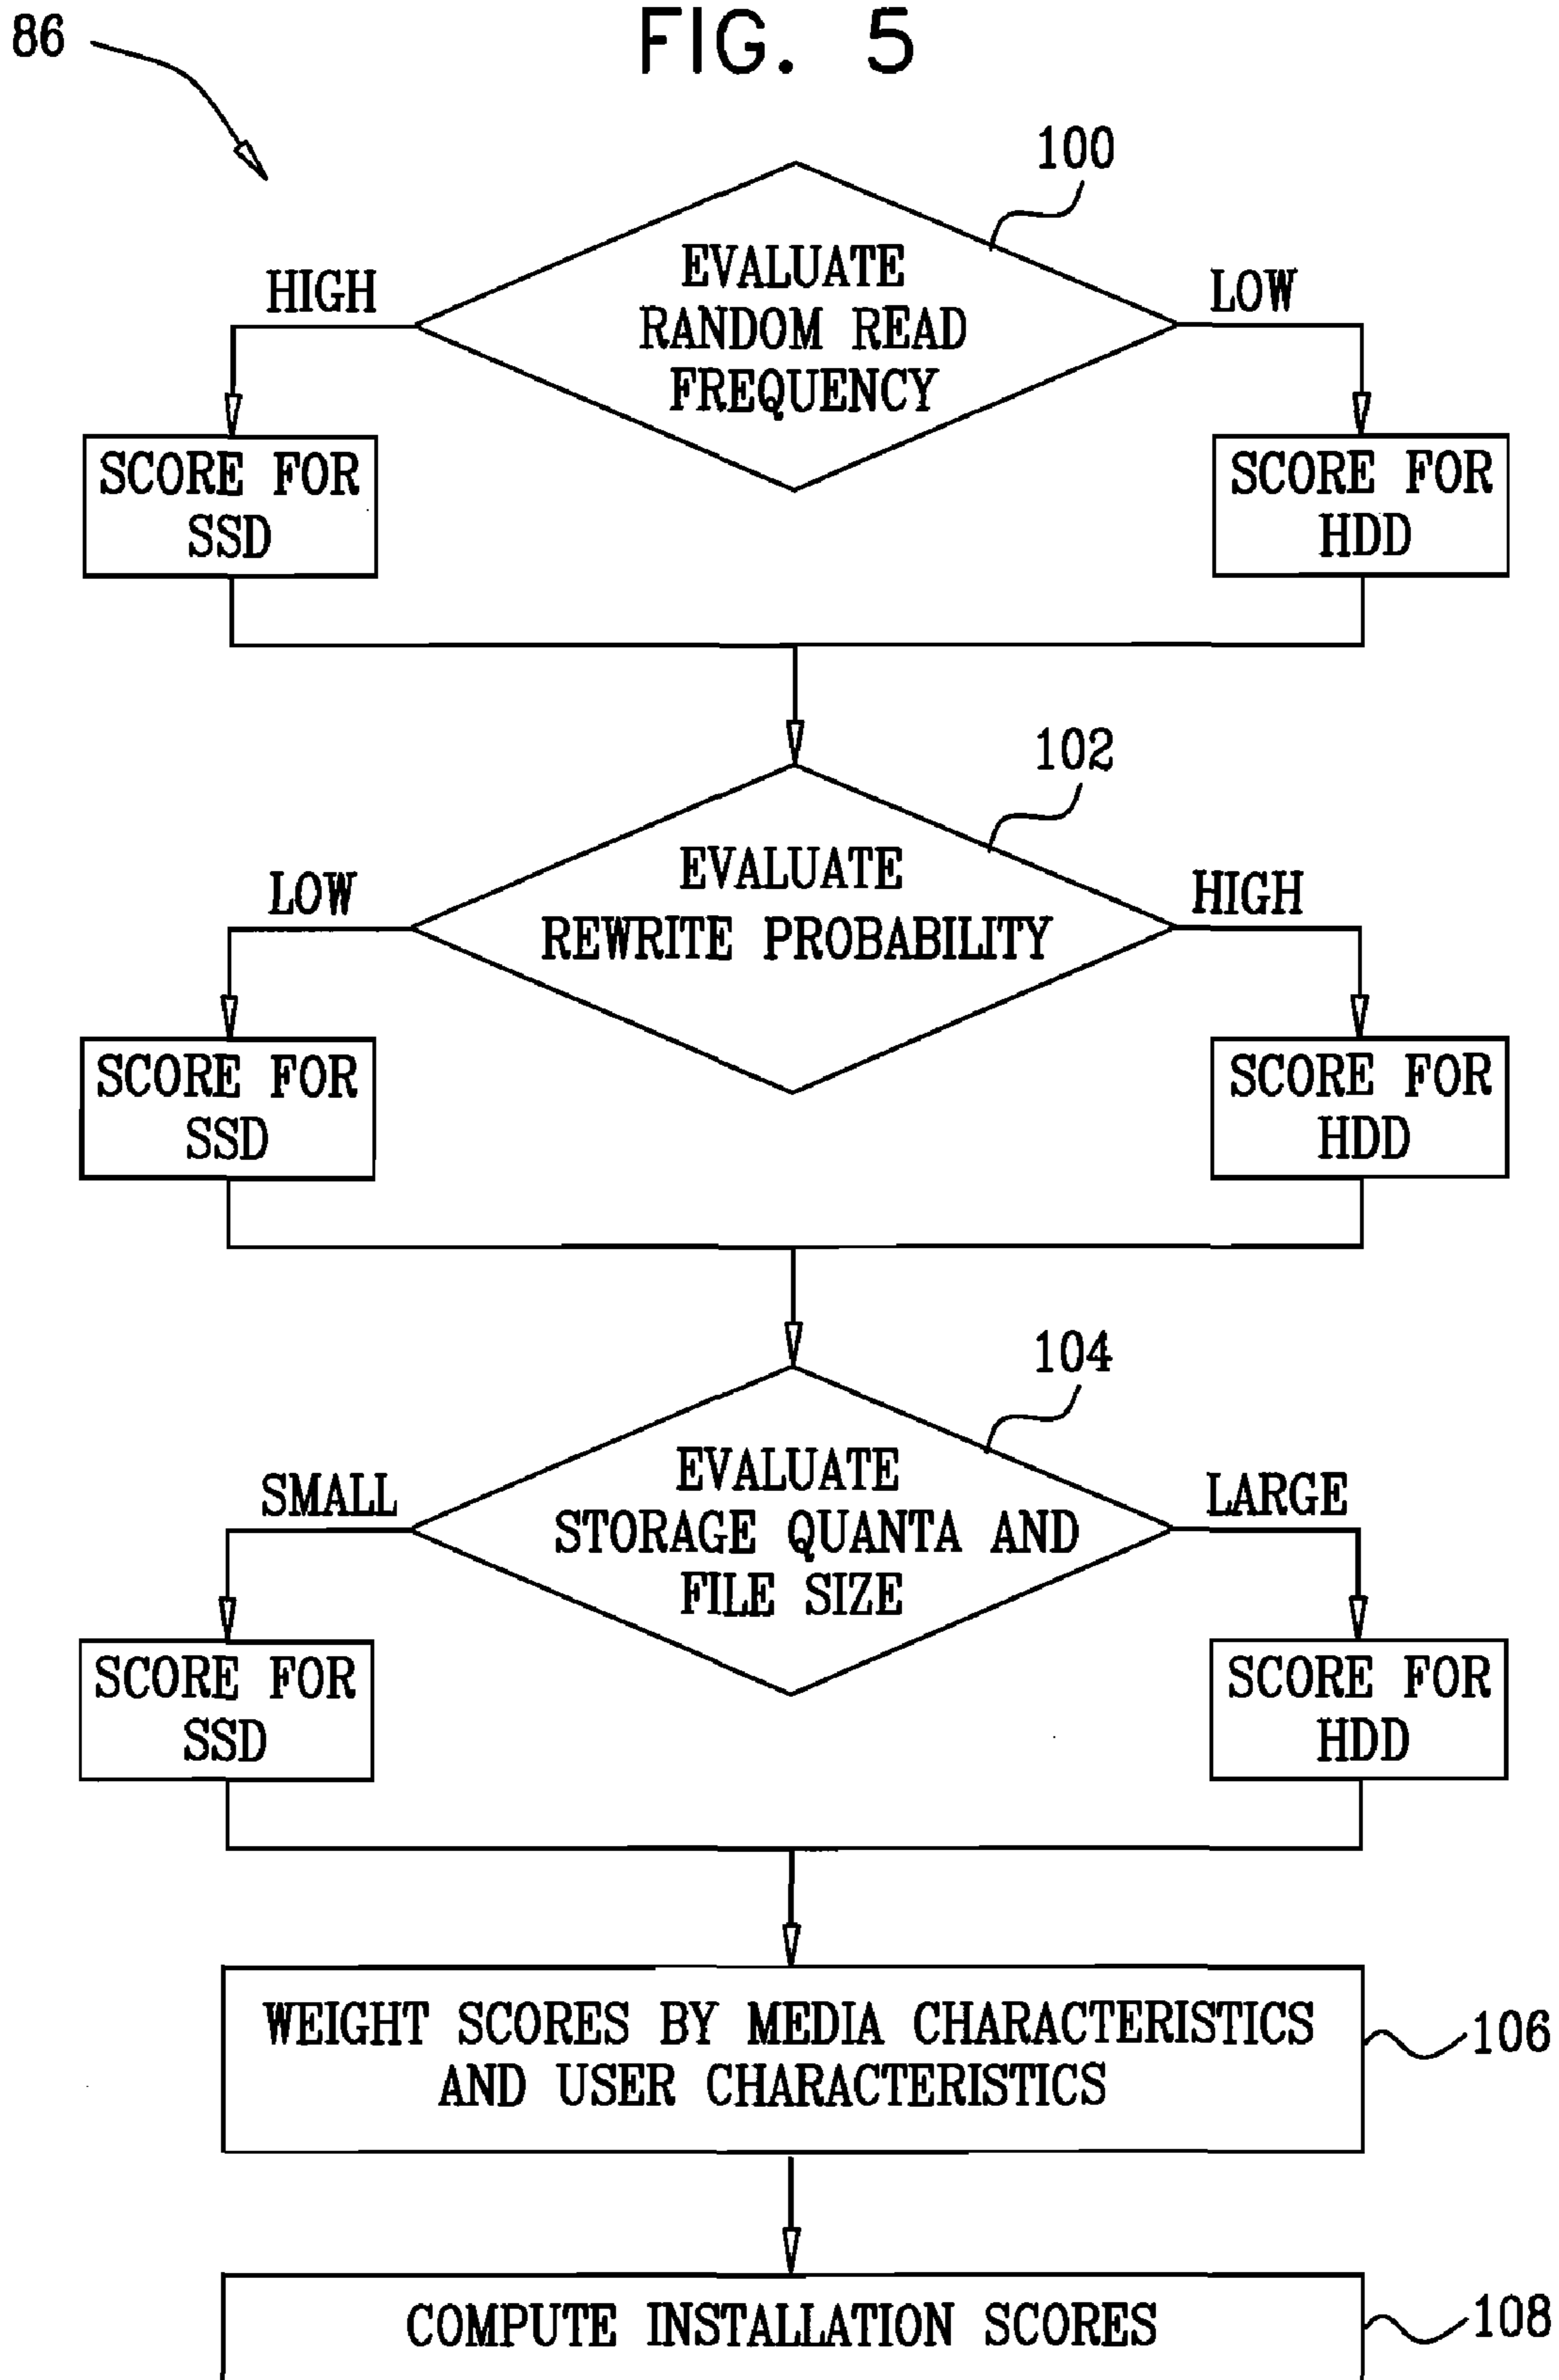 FIG. 5
86
100
EVALUATE
RANDOM READ
FREQUENCY
HIGH
LOW
SCORE FOR
SSD
SCORE FOR
HDD
102
EVALUATE
REWRITE PROBABILITY
LOW
HIGH
SCORE FOR
SSD
SCORE FOR
HDD
104
EVALUATE
STORAGE QUANTA AND
FILE SIZE
SMALL
LARGE
SCORE FOR
SSD
SCORE FOR
HDD
WEIGHT SCORES BY MEDIA CHARACTERISTICS
AND USER CHARACTERISTICS
106
COMPUTE INSTALLATION SCORES
108